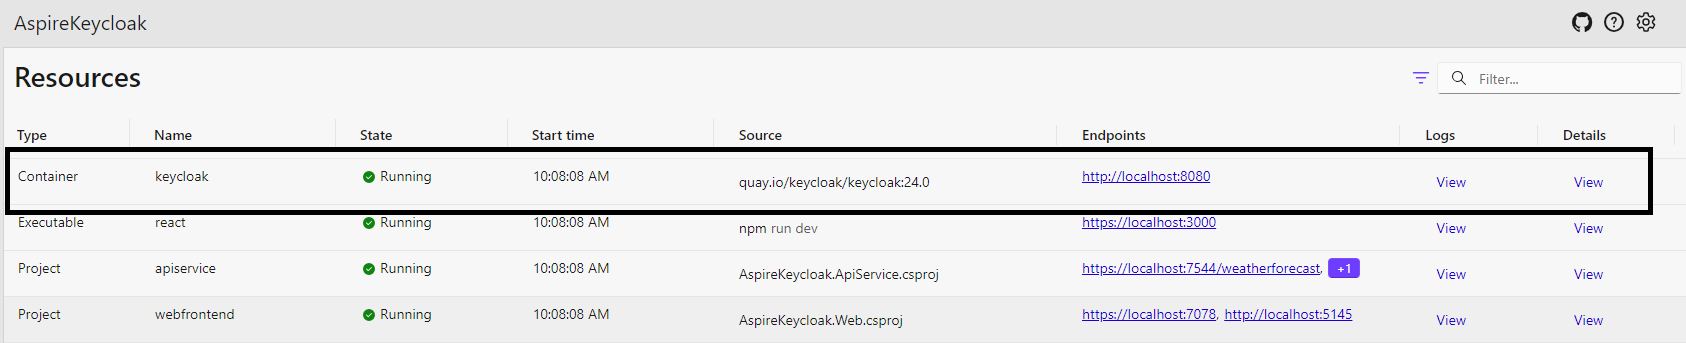 AspireKeycloak
Resources
Filter...
Type Name State Start time Source Endpoints Logs Details
Container keycloak Running 10:08:08 AM quay.io/keycloak/keycloak:24.0 http://localhost:8080 View View
Executable react Running 10:08:08 AM npm run dev https://localhost:3000 View View
Project apiservice Running 10:08:08 AM AspireKeycloak.ApiService.csproj https://localhost:7544/weatherforecast, +1 View View
Project webfrontend Running 10:08:08 AM AspireKeycloak.Web.csproj https://localhost:7078, http://localhost:5145 View View